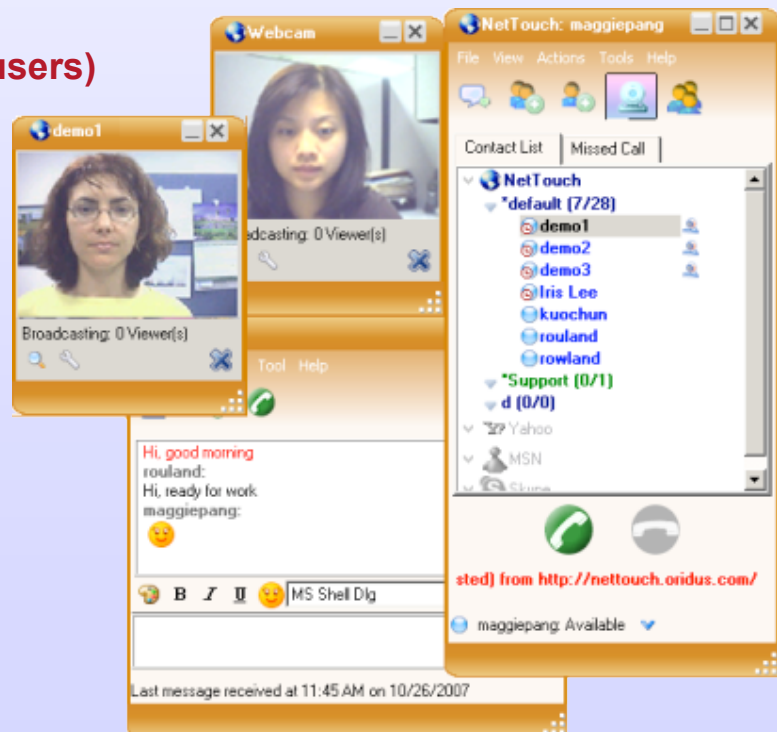 users)
Webcam
NetTouch: maggiepang
File View Actions Tools Help
demo1
Contact List
Missed Call
NetTouch
*default (7/28)
demo1
demo2
demo3
Iris Lee
kuochun
rouland
rowland
*Support (0/1)
d (0/0)
Yahoo
MSN
Skype
adcasting: 0 Viewer(s)
Broadcasting: 0 Viewer(s)
Tool Help
Hi, good morning
rouland:
Hi, ready for work
maggiepang:
B I U MS Shell Dlg
sted) from http://nettouch.oridus.com/
maggiepang: Available
Last message received at 11:45 AM on 10/26/2007